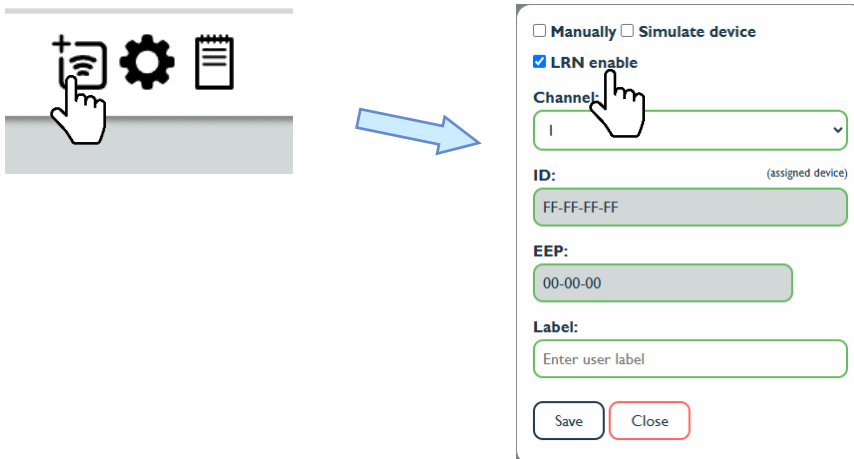 Manually Simulate device
LRN enable
Channel:
I
ID: (assigned device)
FF-FF-FF-FF
EEP:
00-00-00
Label:
Enter user label
Save Close